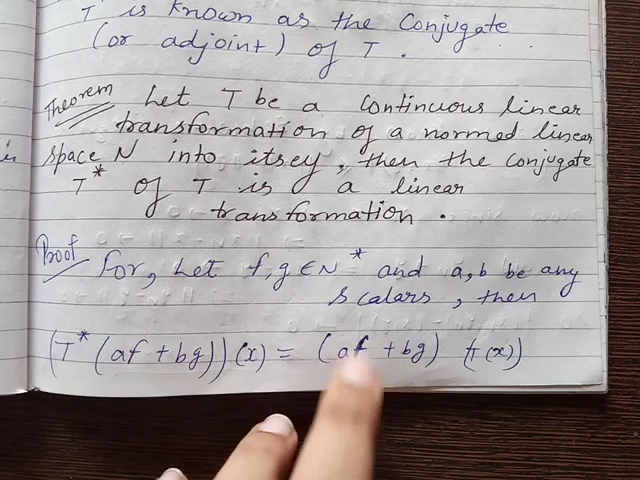 T* is known as the Conjugate
(or adjoint) of T.
Theorem Let T be a Continuous linear
transformation of a normed linear
space N into itsey, then the conjugate
T* of T is a linear
transformation.
Proof For, Let f, g ∈ N* and a, b be any
scalars, then
(T* (af + bg)) (x) = (af + bg) (T(x))